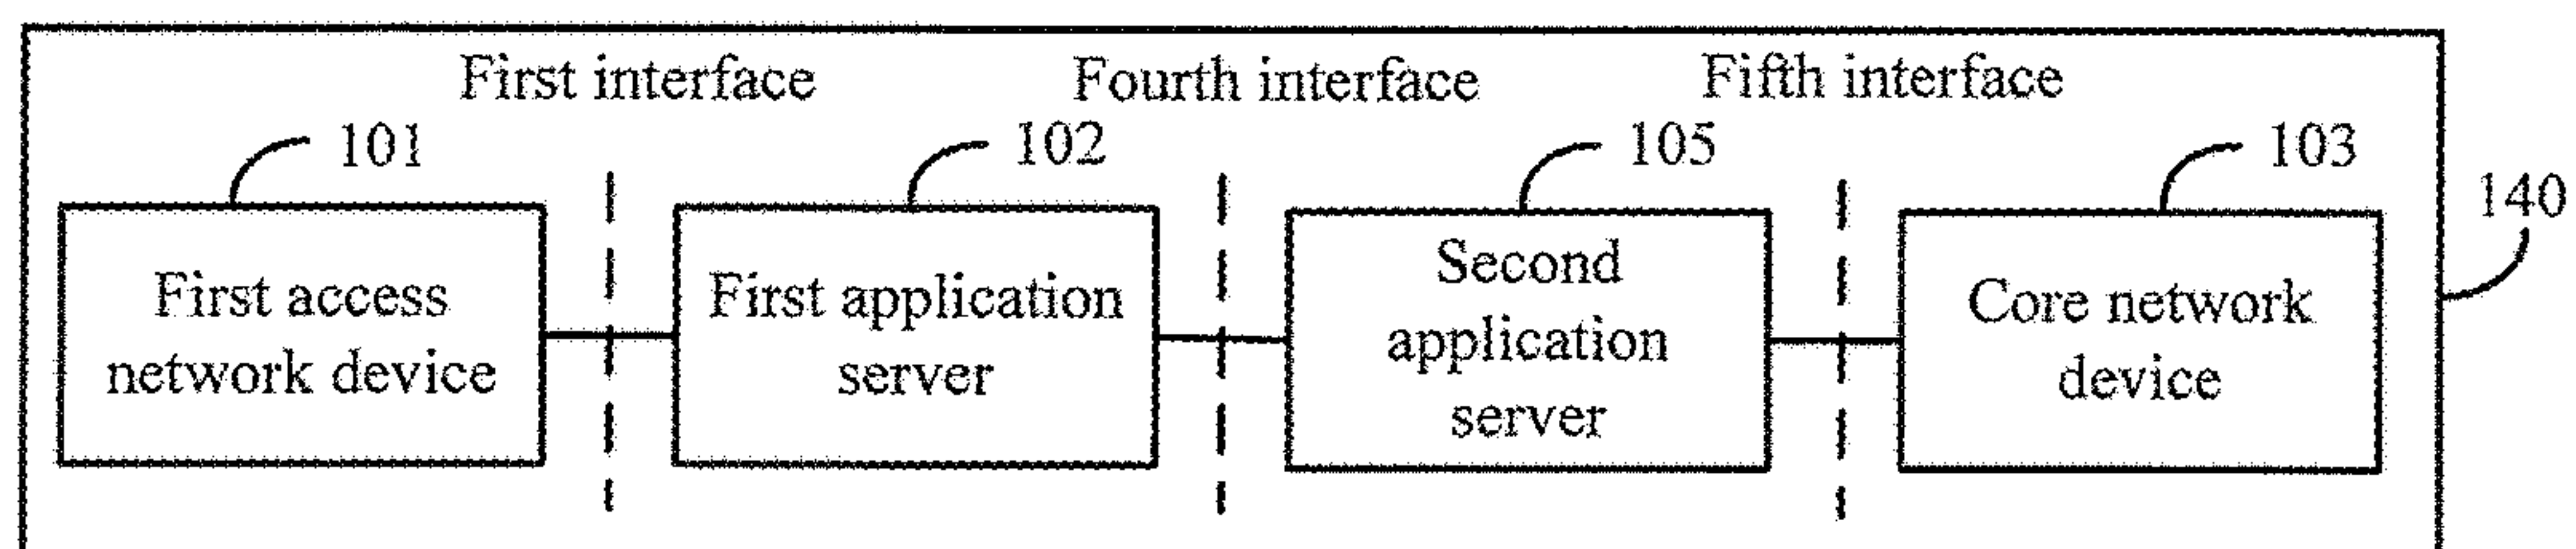 First interface Fourth interface Fifth interface
101 102 105 103
140
First access
network device
First application
server
Second
application
server
Core network
device